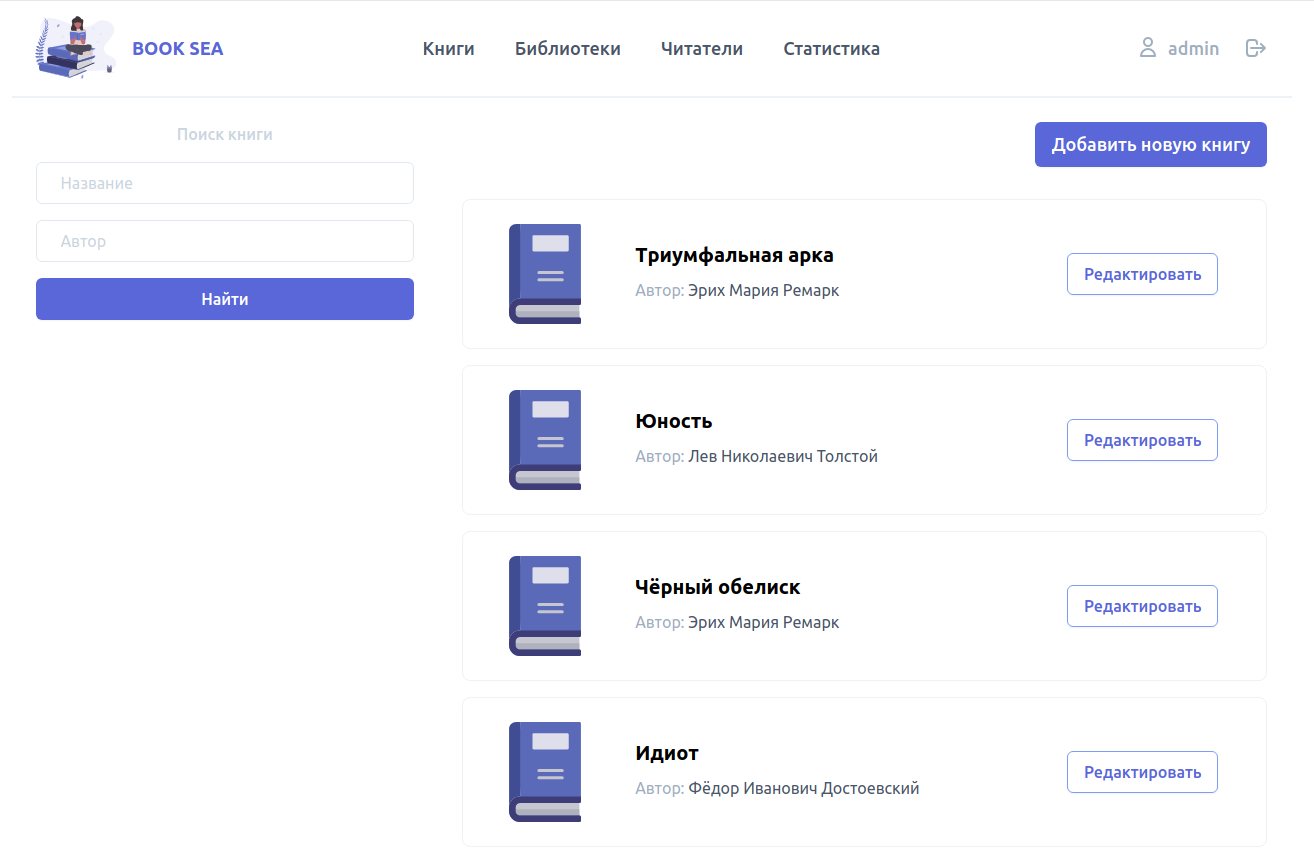 BOOK SEA
Книги
Библиотеки
Читатели
Статистика
admin
Поиск книги
Название
Автор
Найти
Добавить новую книгу
Триумфальная арка
Автор: Эрих Мария Ремарк
Редактировать
Юность
Автор: Лев Николаевич Толстой
Редактировать
Чёрный обелиск
Автор: Эрих Мария Ремарк
Редактировать
Идиот
Автор: Фёдор Иванович Достоевский
Редактировать